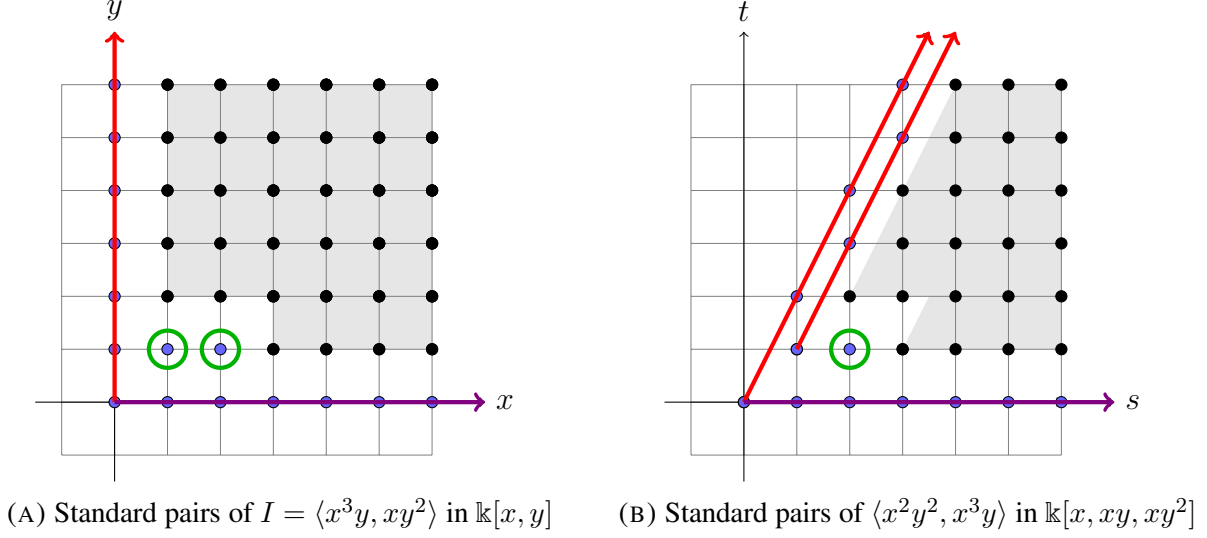 y
x
t
s
(A) Standard pairs of I = ⟨x³y, xy²⟩ in 𝕜[x, y]
(B) Standard pairs of ⟨x²y², x³y⟩ in 𝕜[x, xy, xy²]